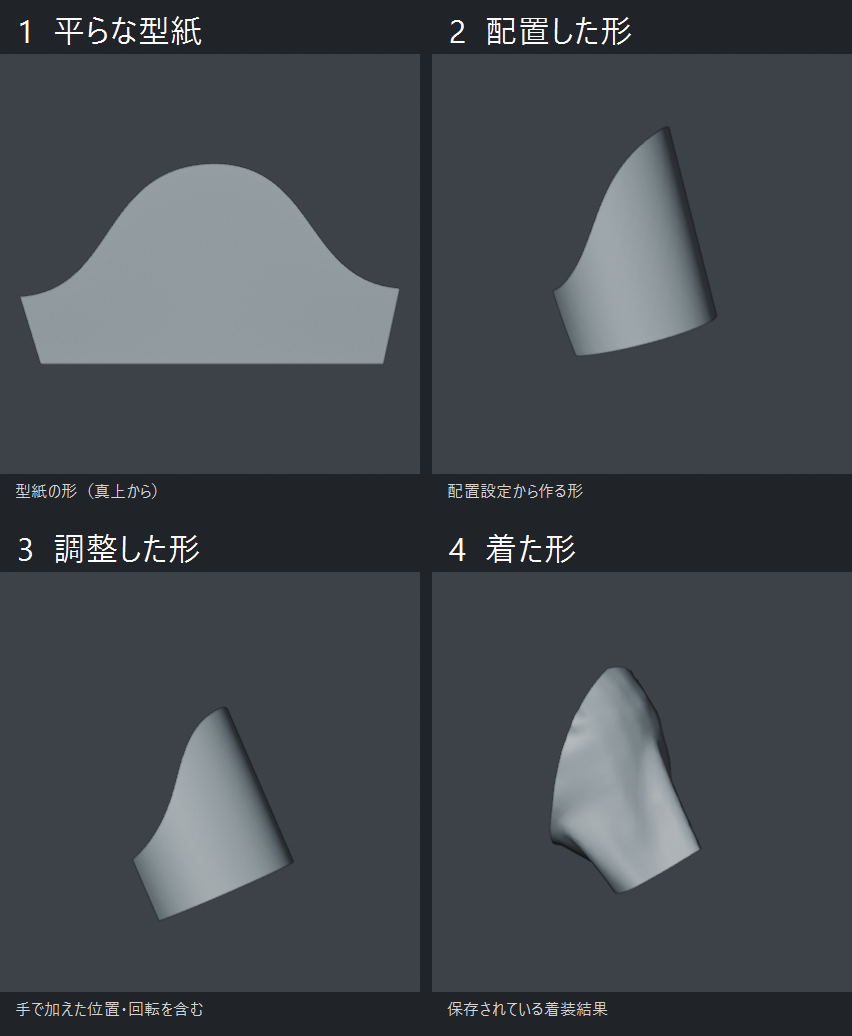 1 平らな型紙
2 配置した形
型紙の形（真上から）
配置設定から作る形
3 調整した形
4 着た形
手で加えた位置・回転を含む
保存されている着装結果